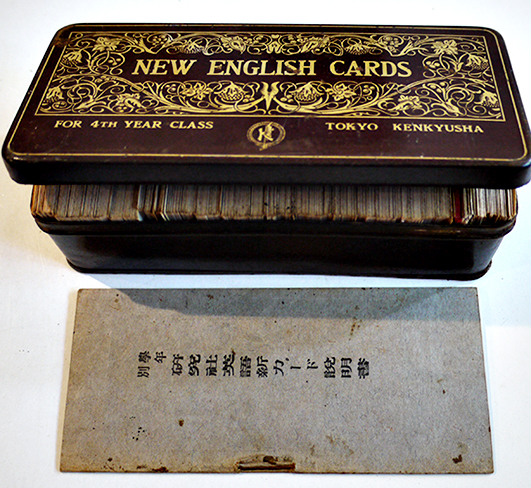 NEW ENGLISH CARDS
FOR 4TH YEAR CLASS
K
TOKYO KENKYUSHA
學年別 研究社英語新カード説明書